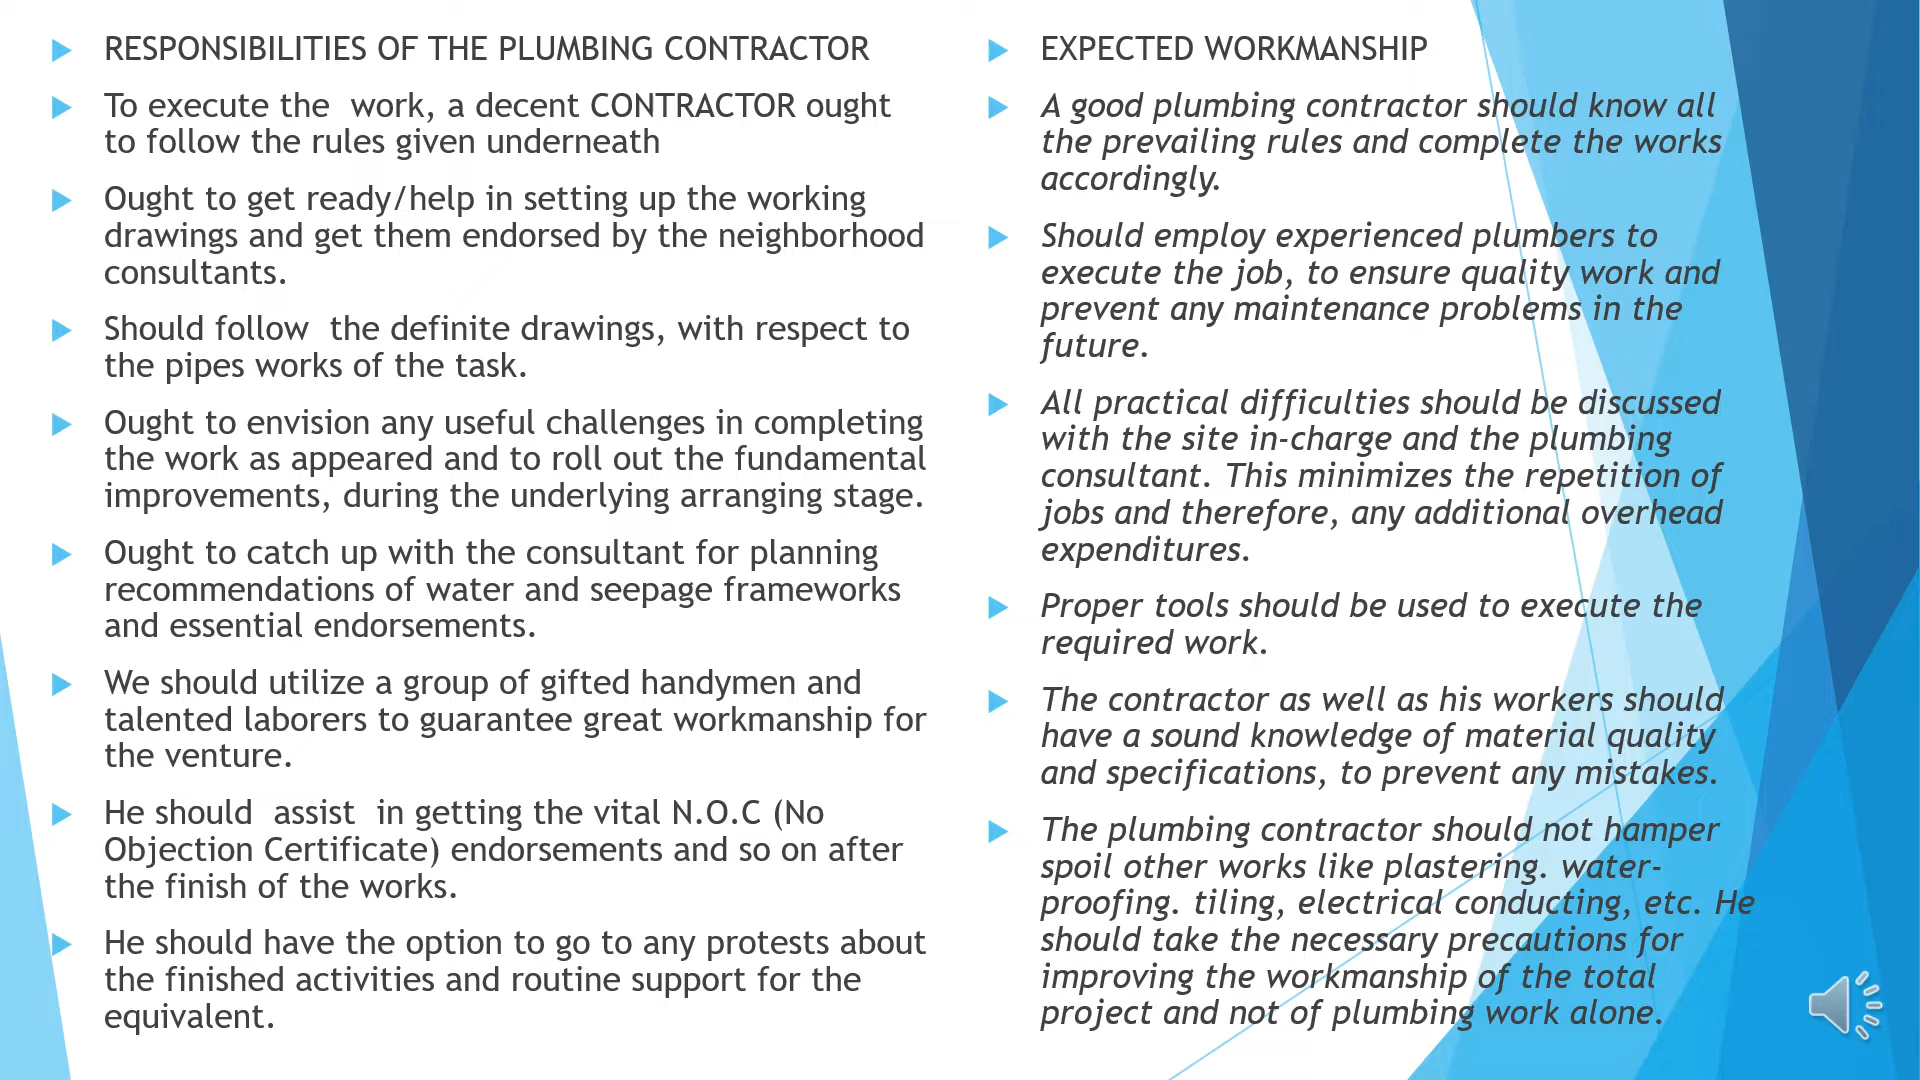 RESPONSIBILITIES OF THE PLUMBING CONTRACTOR
To execute the  work, a decent CONTRACTOR ought
to follow the rules given underneath
Ought to get ready/help in setting up the working
drawings and get them endorsed by the neighborhood
consultants.
Should follow  the definite drawings, with respect to
the pipes works of the task.
Ought to envision any useful challenges in completing
the work as appeared and to roll out the fundamental
improvements, during the underlying arranging stage.
Ought to catch up with the consultant for planning
recommendations of water and seepage frameworks
and essential endorsements.
We should utilize a group of gifted handymen and
talented laborers to guarantee great workmanship for
the venture.
He should  assist  in getting the vital N.O.C (No
Objection Certificate) endorsements and so on after
the finish of the works.
He should have the option to go to any protests about
the finished activities and routine support for the
equivalent.
EXPECTED WORKMANSHIP
A good plumbing contractor should know all
the prevailing rules and complete the works
accordingly.
Should employ experienced plumbers to
execute the job, to ensure quality work and
prevent any maintenance problems in the
future.
All practical difficulties should be discussed
with the site in-charge and the plumbing
consultant. This minimizes the repetition of
jobs and therefore, any additional overhead
expenditures.
Proper tools should be used to execute the
required work.
The contractor as well as his workers should
have a sound knowledge of material quality
and specifications, to prevent any mistakes.
The plumbing contractor should not hamper
spoil other works like plastering. water-
proofing. tiling, electrical conducting, etc. He
should take the necessary precautions for
improving the workmanship of the total
project and not of plumbing work alone.